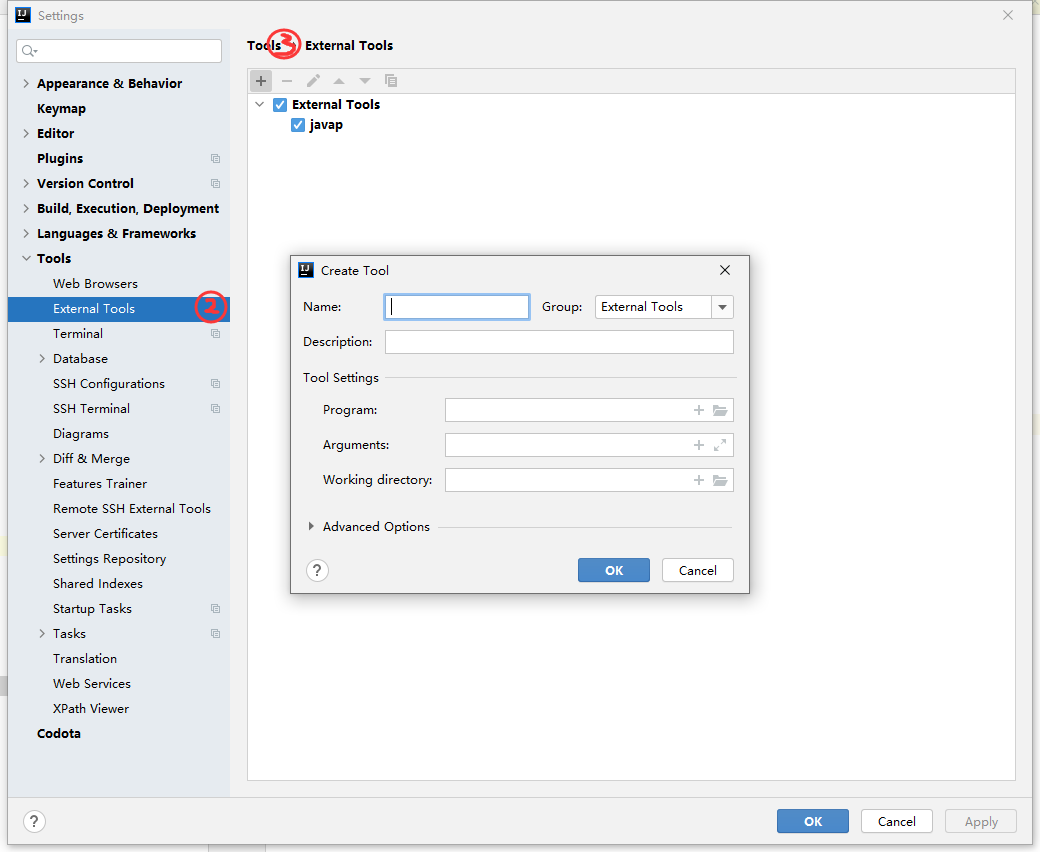 Settings
Tools ③ External Tools
Appearance & Behavior
Keymap
Editor
Plugins
Version Control
Build, Execution, Deployment
Languages & Frameworks
Tools
Web Browsers
External Tools ②
Terminal
Database
SSH Configurations
SSH Terminal
Diagrams
Diff & Merge
Features Trainer
Remote SSH External Tools
Server Certificates
Settings Repository
Shared Indexes
Startup Tasks
Tasks
Translation
Web Services
XPath Viewer
Codota
External Tools
javap
Create Tool
Name: Group: External Tools
Description:
Tool Settings
Program:
Arguments:
Working directory:
Advanced Options
? OK Cancel
? OK Cancel Apply